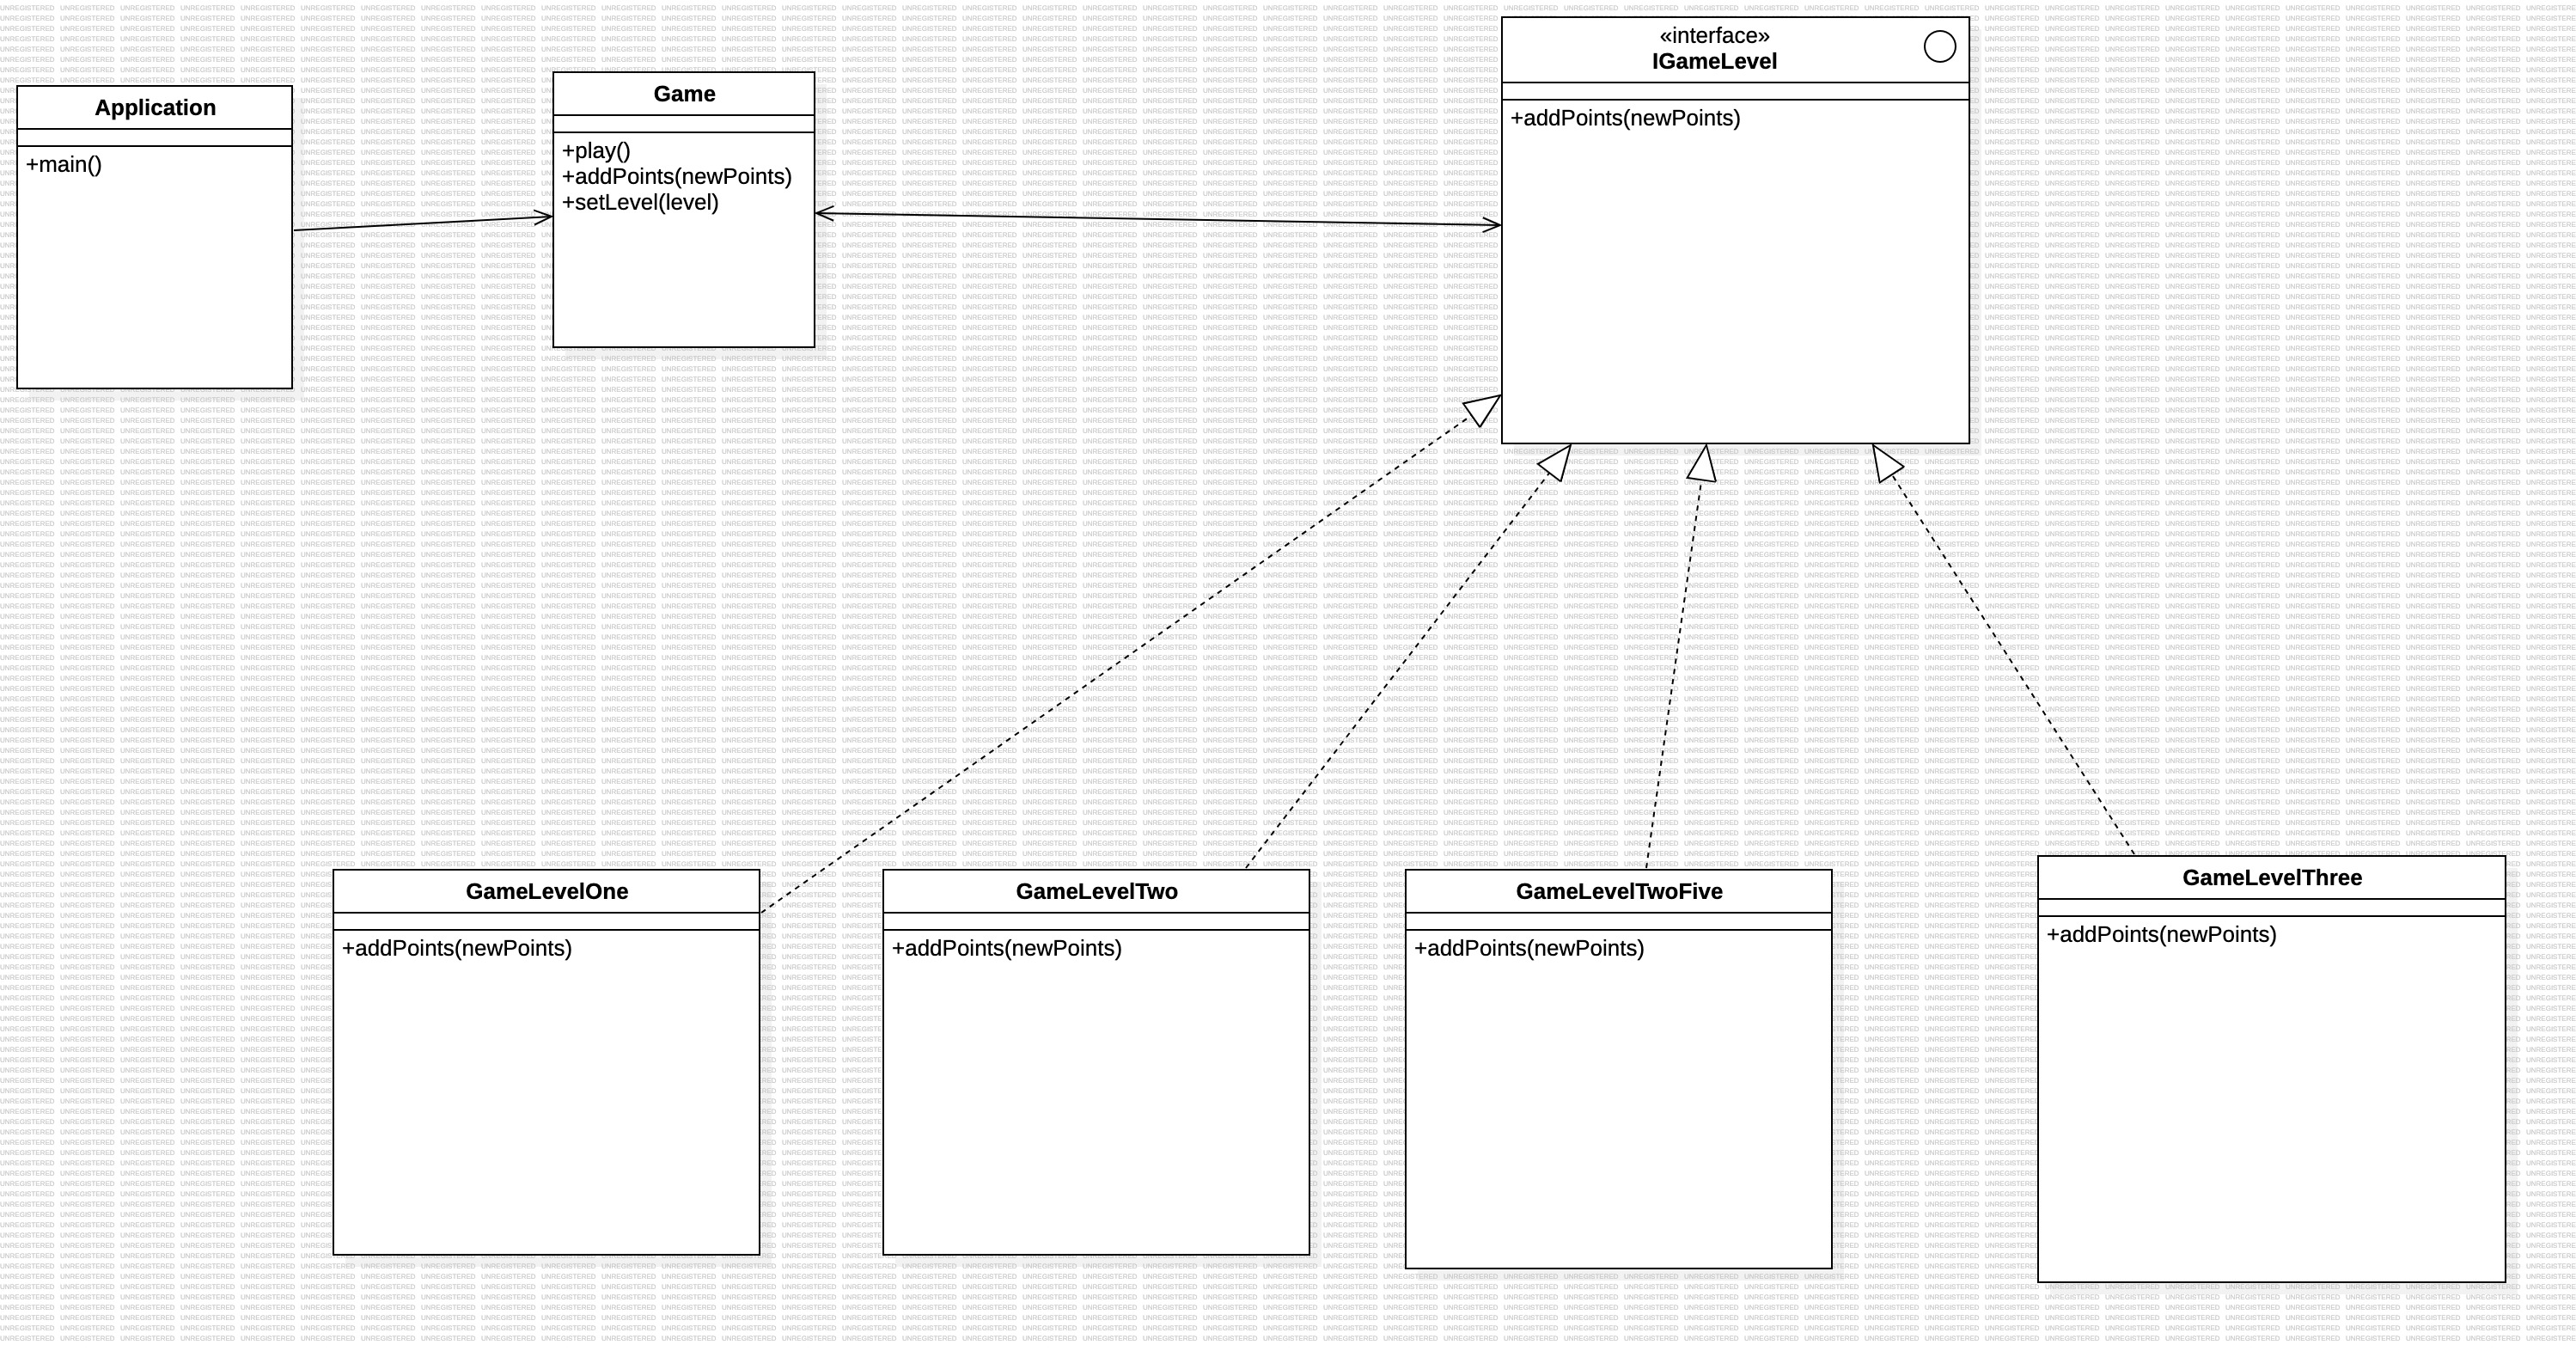 «interface»
IGameLevel
+addPoints(newPoints)
Game
+play()
+addPoints(newPoints)
+setLevel(level)
Application
+main()
GameLevelOne
+addPoints(newPoints)
GameLevelTwo
+addPoints(newPoints)
GameLevelTwoFive
+addPoints(newPoints)
GameLevelThree
+addPoints(newPoints)
UNREGISTERED